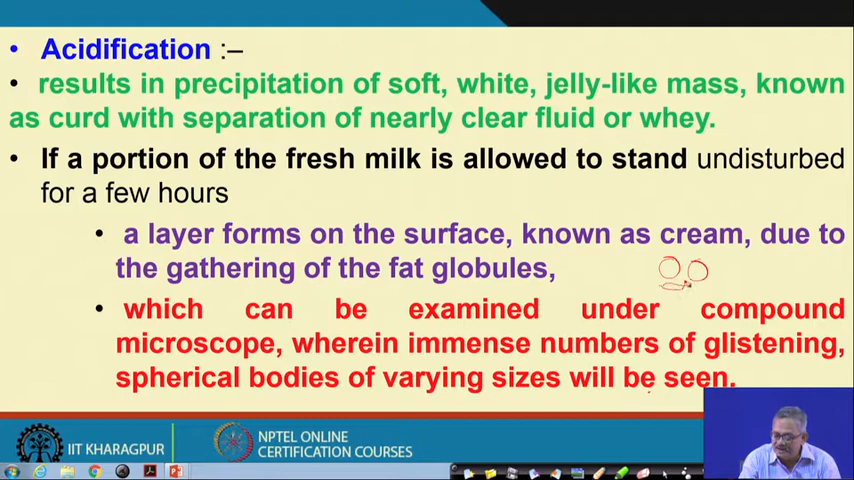 • Acidification :–
• results in precipitation of soft, white, jelly-like mass, known
as curd with separation of nearly clear fluid or whey.
• If a portion of the fresh milk is allowed to stand undisturbed
for a few hours
• a layer forms on the surface, known as cream, due to
the gathering of the fat globules,
• which can be examined under compound
microscope, wherein immense numbers of glistening,
spherical bodies of varying sizes will be seen.
IIT KHARAGPUR
NPTEL ONLINE
CERTIFICATION COURSES